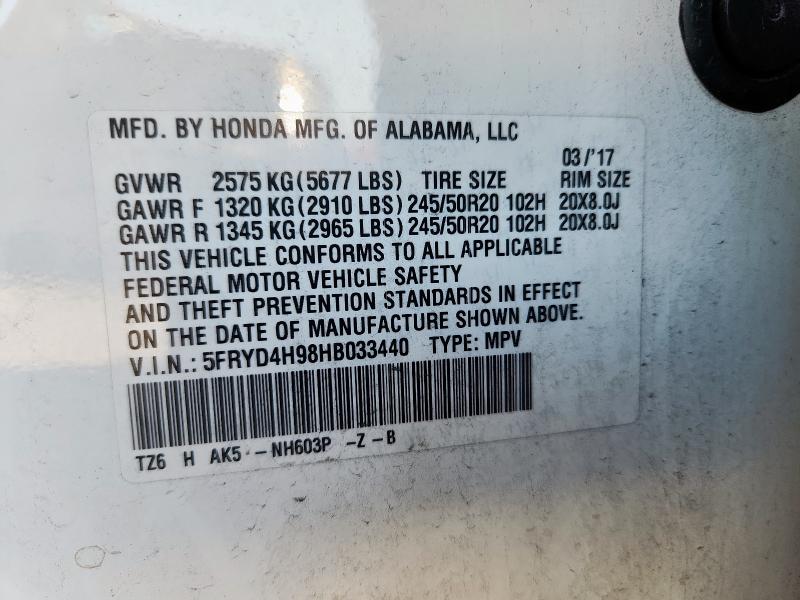 MFD. BY HONDA MFG. OF ALABAMA, LLC
03/'17
GVWR 2575 KG(5677 LBS) TIRE SIZE RIM SIZE
GAWR F 1320 KG(2910 LBS) 245/50R20 102H 20X8.0J
GAWR R 1345 KG(2965 LBS) 245/50R20 102H 20X8.0J
THIS VEHICLE CONFORMS TO ALL APPLICABLE
FEDERAL MOTOR VEHICLE SAFETY
AND THEFT PREVENTION STANDARDS IN EFFECT
ON THE DATE OF MANUFACTURE SHOWN ABOVE.
V.I.N.: 5FRYD4H98HB033440 TYPE: MPV
TZ6 H AK5 -NH603P -Z -B